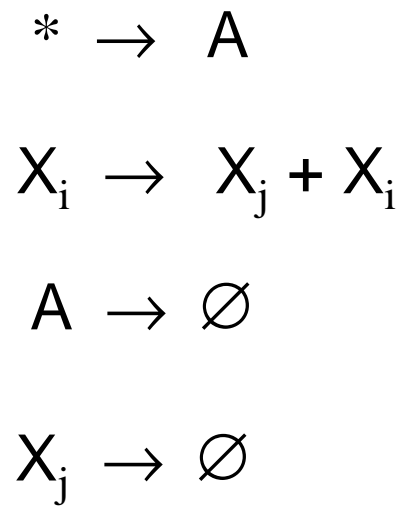 * → A
Xᵢ → Xⱼ + Xᵢ
A → ∅
Xⱼ → ∅